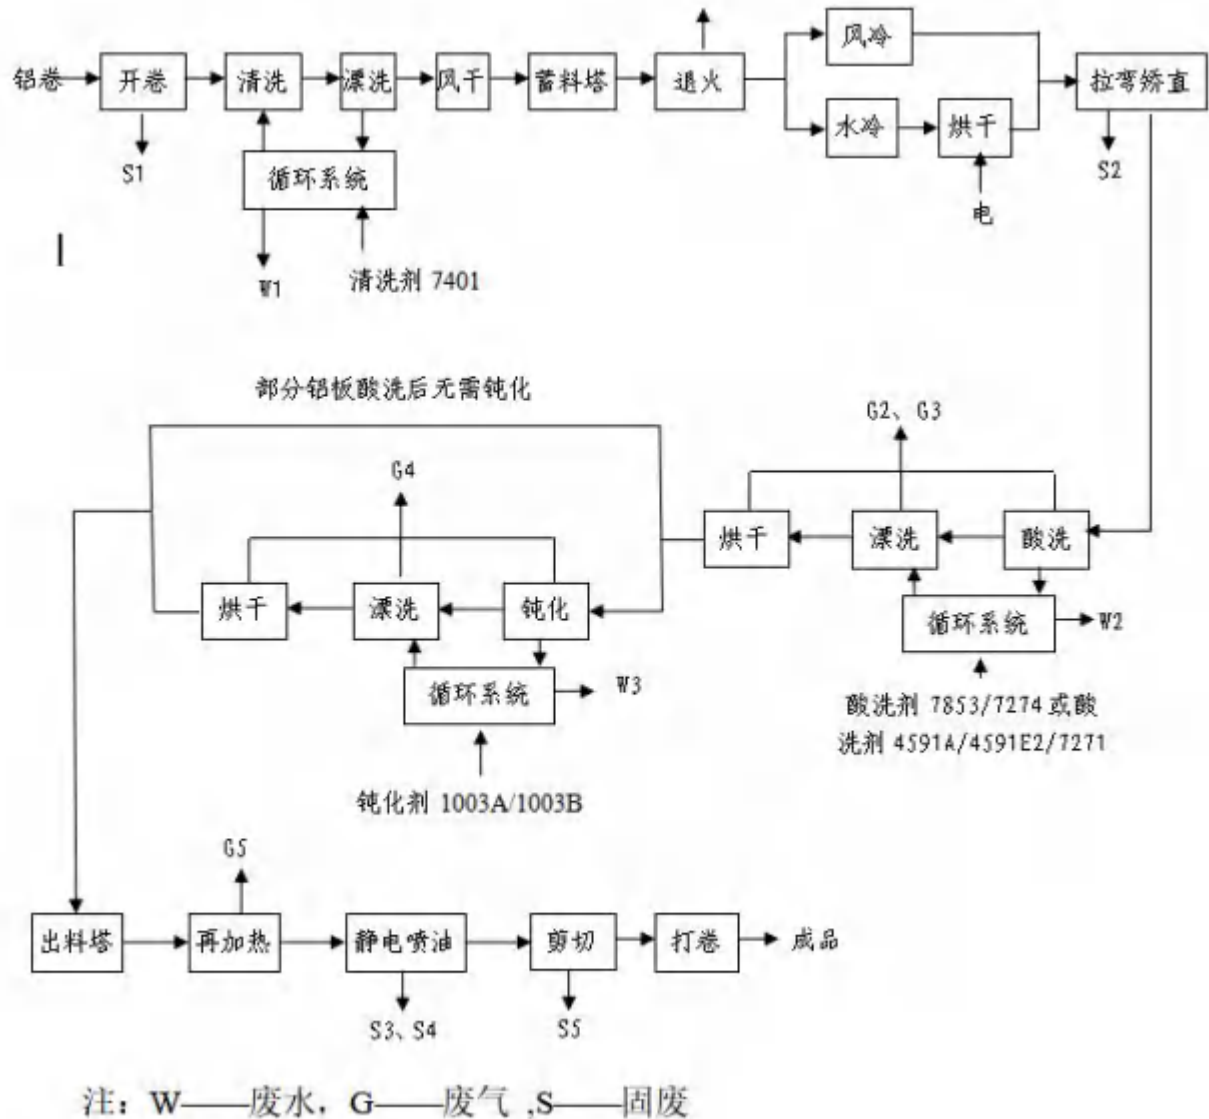 铝卷
开卷
清洗
漂洗
风干
蓄料塔
退火
风冷
水冷
烘干
拉弯矫直
循环系统
S1
S2
电
W1
清洗剂 7401
部分铝板酸洗后无需钝化
G2、G3
G4
烘干
漂洗
酸洗
循环系统
W2
酸洗剂 7853/7274 或酸
洗剂 4591A/4591E2/7271
烘干
漂洗
钝化
循环系统
W3
钝化剂 1003A/1003B
G5
出料塔
再加热
静电喷油
剪切
打卷
成品
S3、S4
S5
注：W——废水，G——废气 ,S——固废